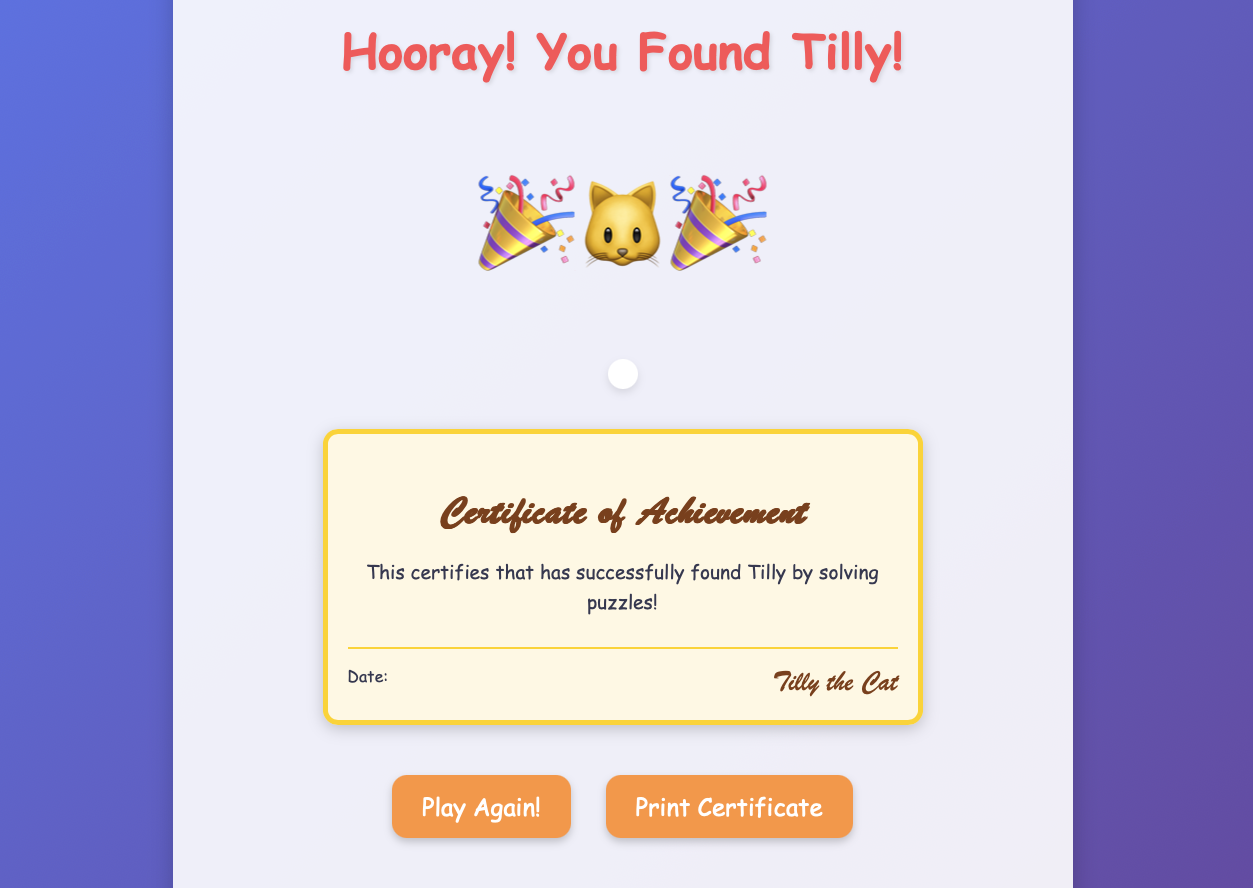 Hooray! You Found Tilly!
Certificate of Achievement
This certifies that has successfully found Tilly by solving
puzzles!
Date:
Tilly the Cat
Play Again!
Print Certificate